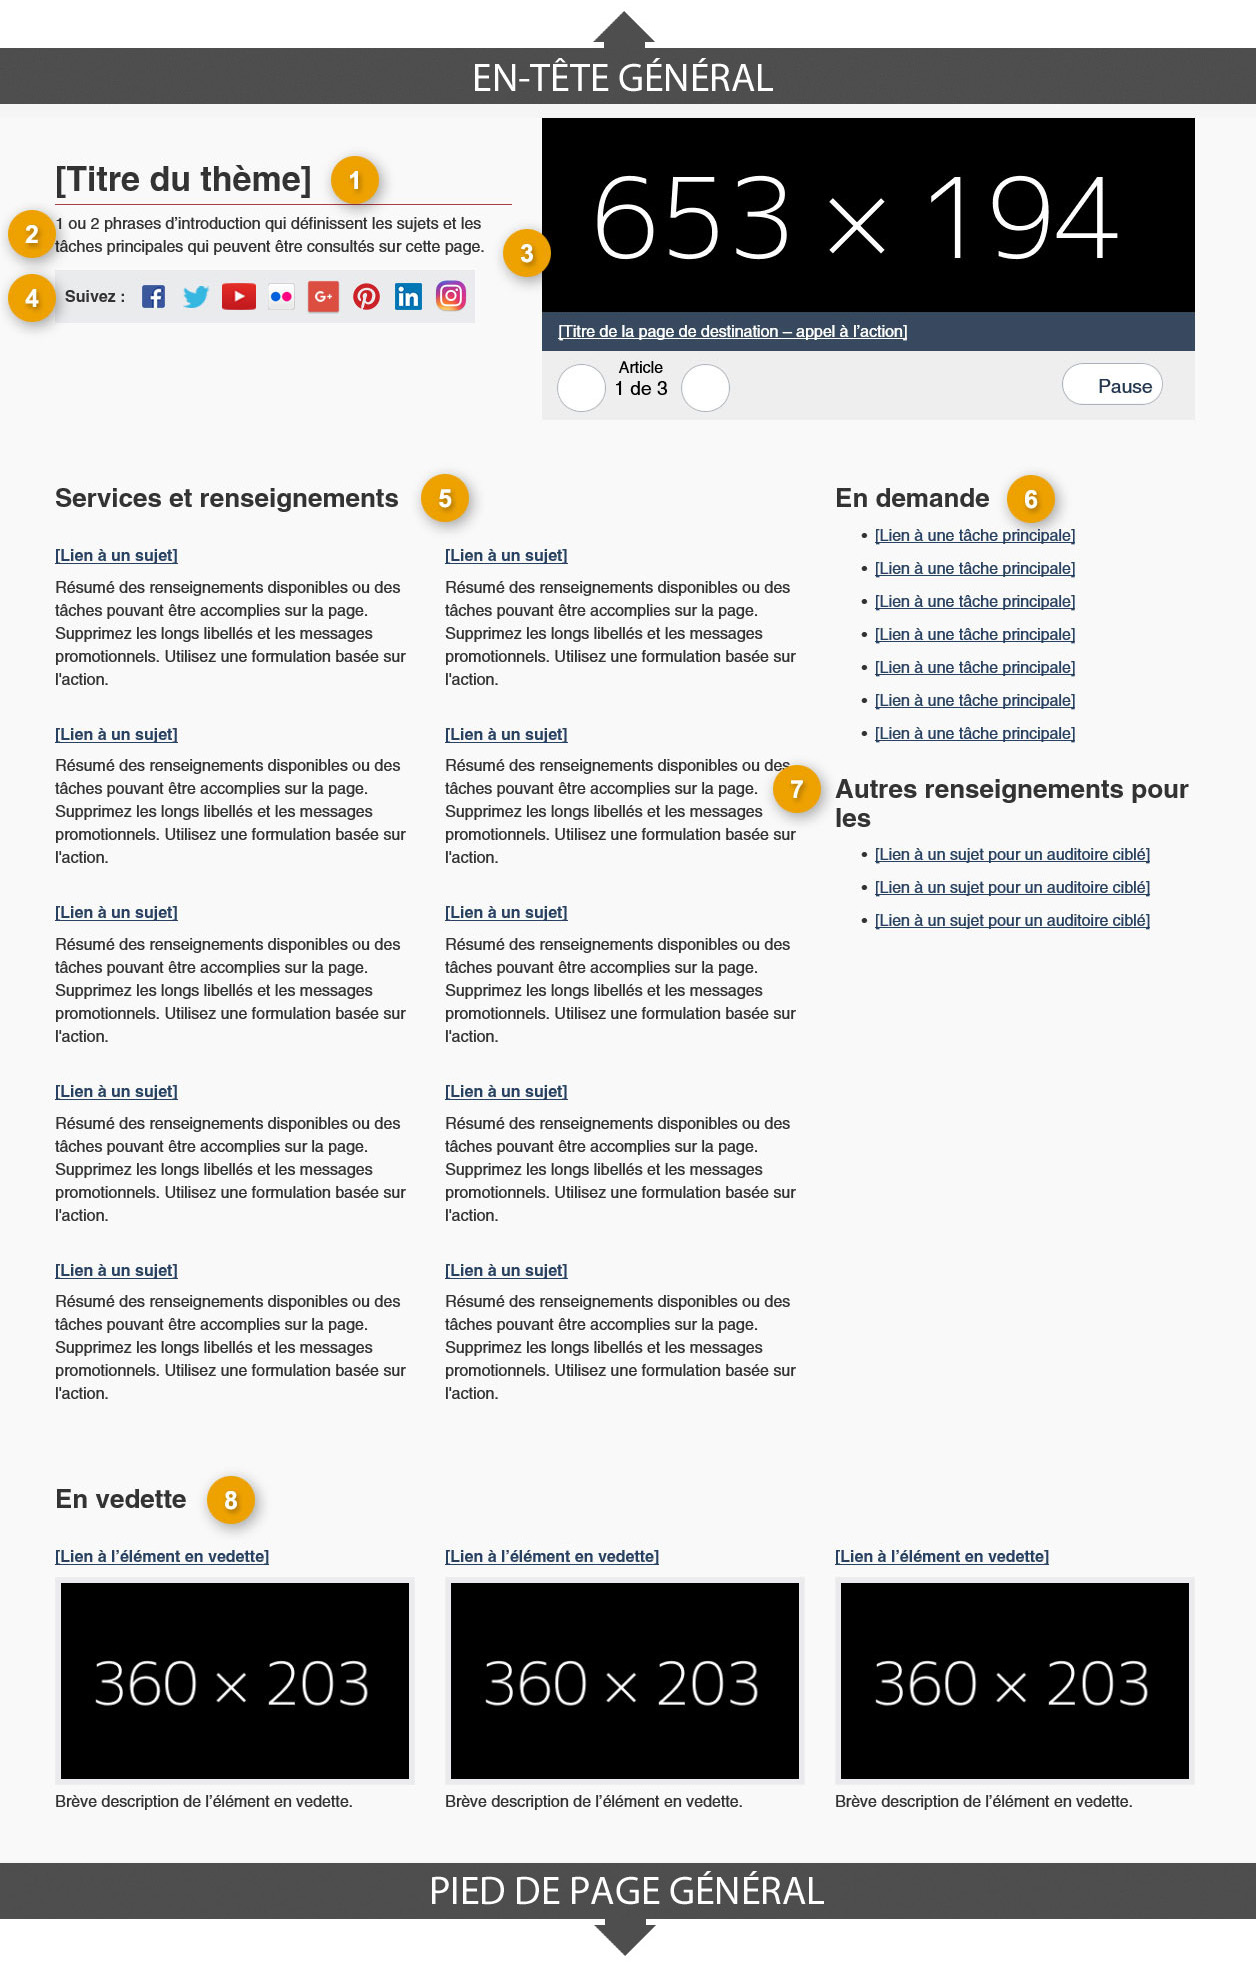 EN-TÊTE GÉNÉRAL
[Titre du thème] 1
2
1 ou 2 phrases d’introduction qui définissent les sujets et les
tâches principales qui peuvent être consultés sur cette page.
4
Suivez :
3
653 × 194
[Titre de la page de destination – appel à l’action]
Article
1 de 3
Pause
Services et renseignements 5
[Lien à un sujet]
Résumé des renseignements disponibles ou des
tâches pouvant être accomplies sur la page.
Supprimez les longs libellés et les messages
promotionnels. Utilisez une formulation basée sur
l'action.
[Lien à un sujet]
Résumé des renseignements disponibles ou des
tâches pouvant être accomplies sur la page.
Supprimez les longs libellés et les messages
promotionnels. Utilisez une formulation basée sur
l'action.
[Lien à un sujet]
Résumé des renseignements disponibles ou des
tâches pouvant être accomplies sur la page.
Supprimez les longs libellés et les messages
promotionnels. Utilisez une formulation basée sur
l'action.
[Lien à un sujet]
Résumé des renseignements disponibles ou des
tâches pouvant être accomplies sur la page.
Supprimez les longs libellés et les messages
promotionnels. Utilisez une formulation basée sur
l'action.
[Lien à un sujet]
Résumé des renseignements disponibles ou des
tâches pouvant être accomplies sur la page.
Supprimez les longs libellés et les messages
promotionnels. Utilisez une formulation basée sur
l'action.
[Lien à un sujet]
Résumé des renseignements disponibles ou des
tâches pouvant être accomplies sur la page.
Supprimez les longs libellés et les messages
promotionnels. Utilisez une formulation basée sur
l'action.
[Lien à un sujet]
Résumé des renseignements disponibles ou des
tâches pouvant être accomplies sur la page.
Supprimez les longs libellés et les messages
promotionnels. Utilisez une formulation basée sur
l'action.
[Lien à un sujet]
Résumé des renseignements disponibles ou des
tâches pouvant être accomplies sur la page.
Supprimez les longs libellés et les messages
promotionnels. Utilisez une formulation basée sur
l'action.
[Lien à un sujet]
Résumé des renseignements disponibles ou des
tâches pouvant être accomplies sur la page.
Supprimez les longs libellés et les messages
promotionnels. Utilisez une formulation basée sur
l'action.
[Lien à un sujet]
Résumé des renseignements disponibles ou des
tâches pouvant être accomplies sur la page.
Supprimez les longs libellés et les messages
promotionnels. Utilisez une formulation basée sur
l'action.
En demande 6
• [Lien à une tâche principale]
• [Lien à une tâche principale]
• [Lien à une tâche principale]
• [Lien à une tâche principale]
• [Lien à une tâche principale]
• [Lien à une tâche principale]
• [Lien à une tâche principale]
7 Autres renseignements pour
les
• [Lien à un sujet pour un auditoire ciblé]
• [Lien à un sujet pour un auditoire ciblé]
• [Lien à un sujet pour un auditoire ciblé]
En vedette 8
[Lien à l’élément en vedette]
360 × 203
Brève description de l’élément en vedette.
[Lien à l’élément en vedette]
360 × 203
Brève description de l’élément en vedette.
[Lien à l’élément en vedette]
360 × 203
Brève description de l’élément en vedette.
PIED DE PAGE GÉNÉRAL